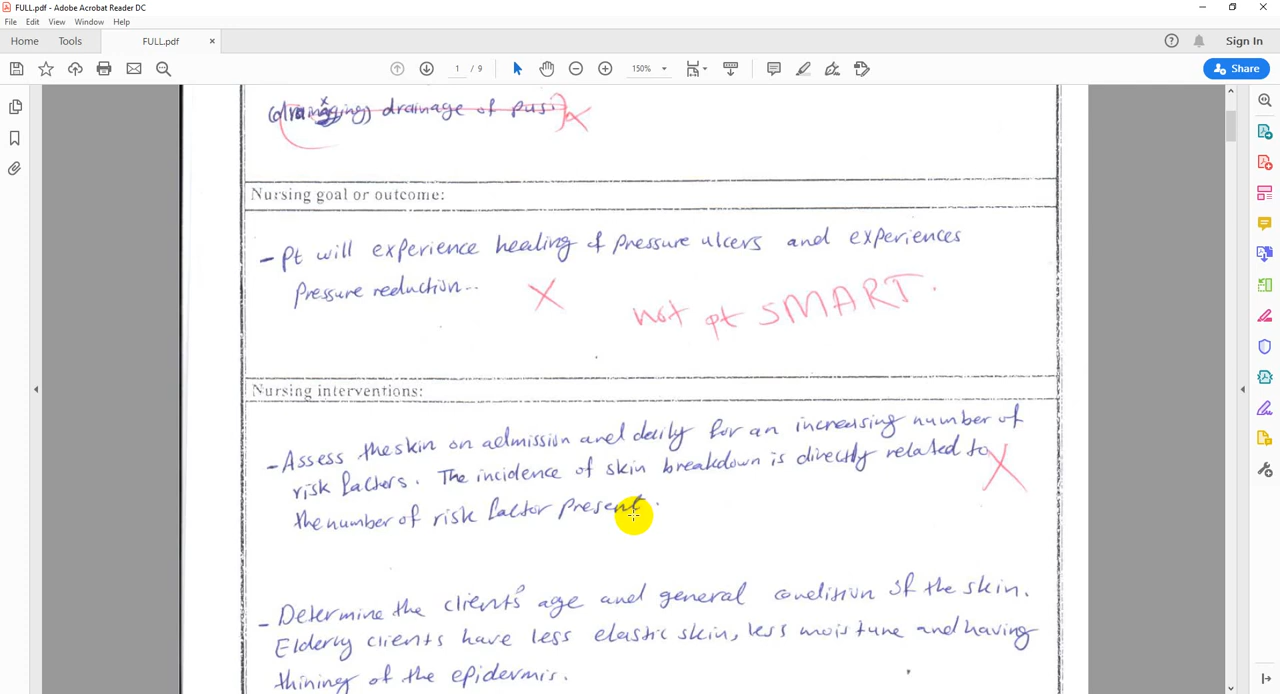 FULL.pdf - Adobe Acrobat Reader DC
File Edit View Window Help
Home Tools FULL.pdf × Sign In
1 / 9 150% Share
drainage of pus
Nursing goal or outcome:
- Pt will experience healing of pressure ulcers and experiences
pressure reduction..
X not pt SMART.
Nursing interventions:
- Assess the skin on admission and daily for an increasing number of
risk factors. The incidence of skin breakdown is directly related to X
the number of risk factor present.
- Determine the client's age and general condition of the skin.
Elderly clients have less elastic skin, less moisture and having
thining of the epidermis.